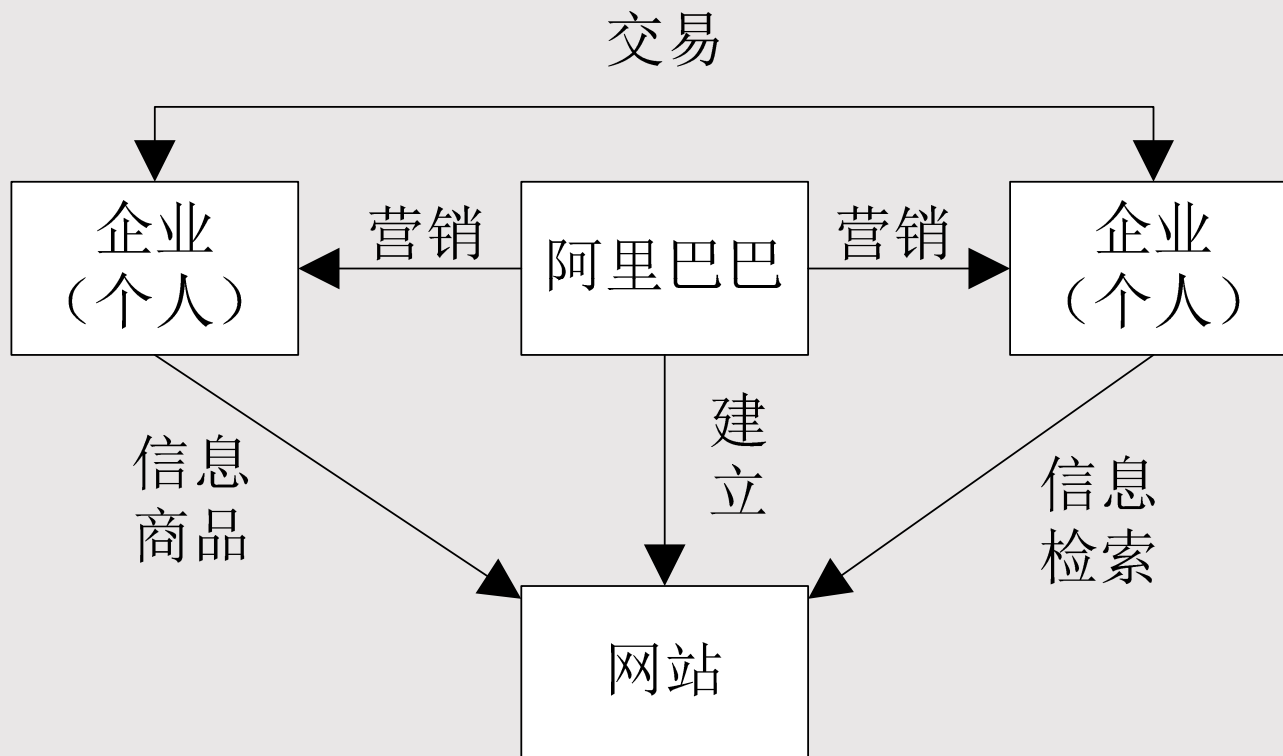 交易
企业
（个人）
营销
阿里巴巴
营销
企业
（个人）
信息
商品
建
立
信息
检索
网站